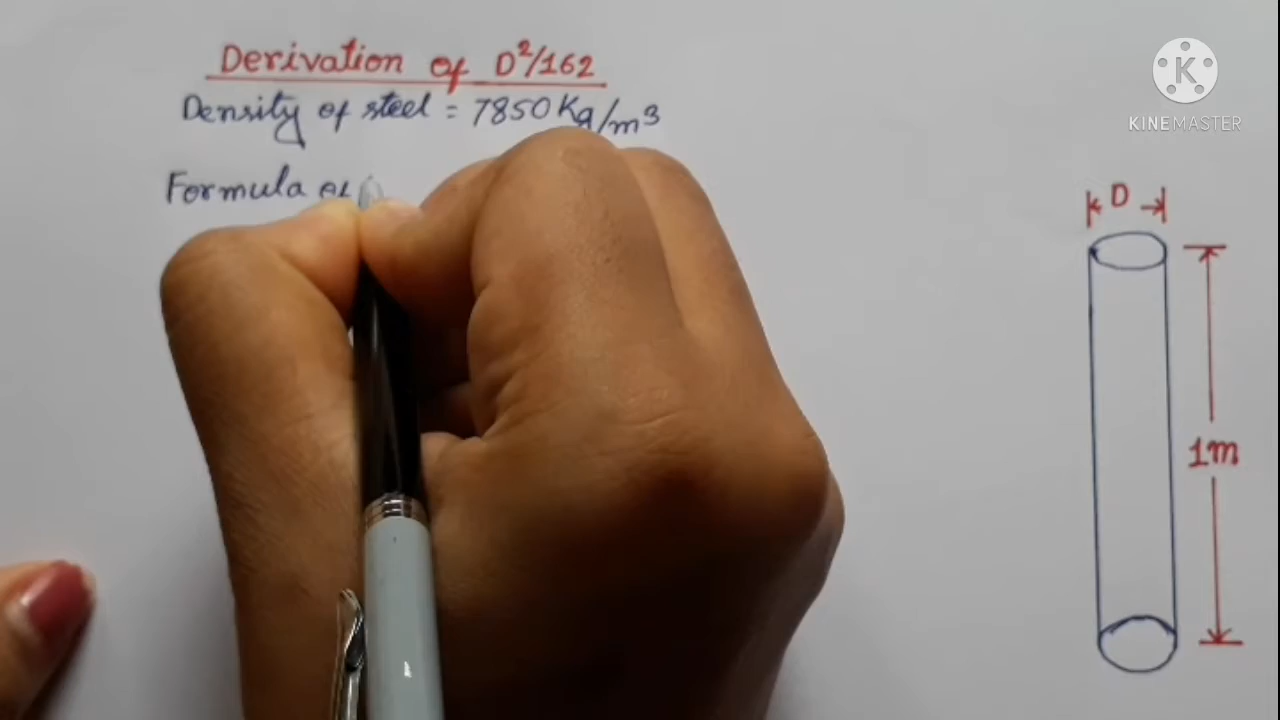 Derivation of D²/162
Density of steel = 7850 Kg/m³
Formula of
K
KINEMASTER
D
1m